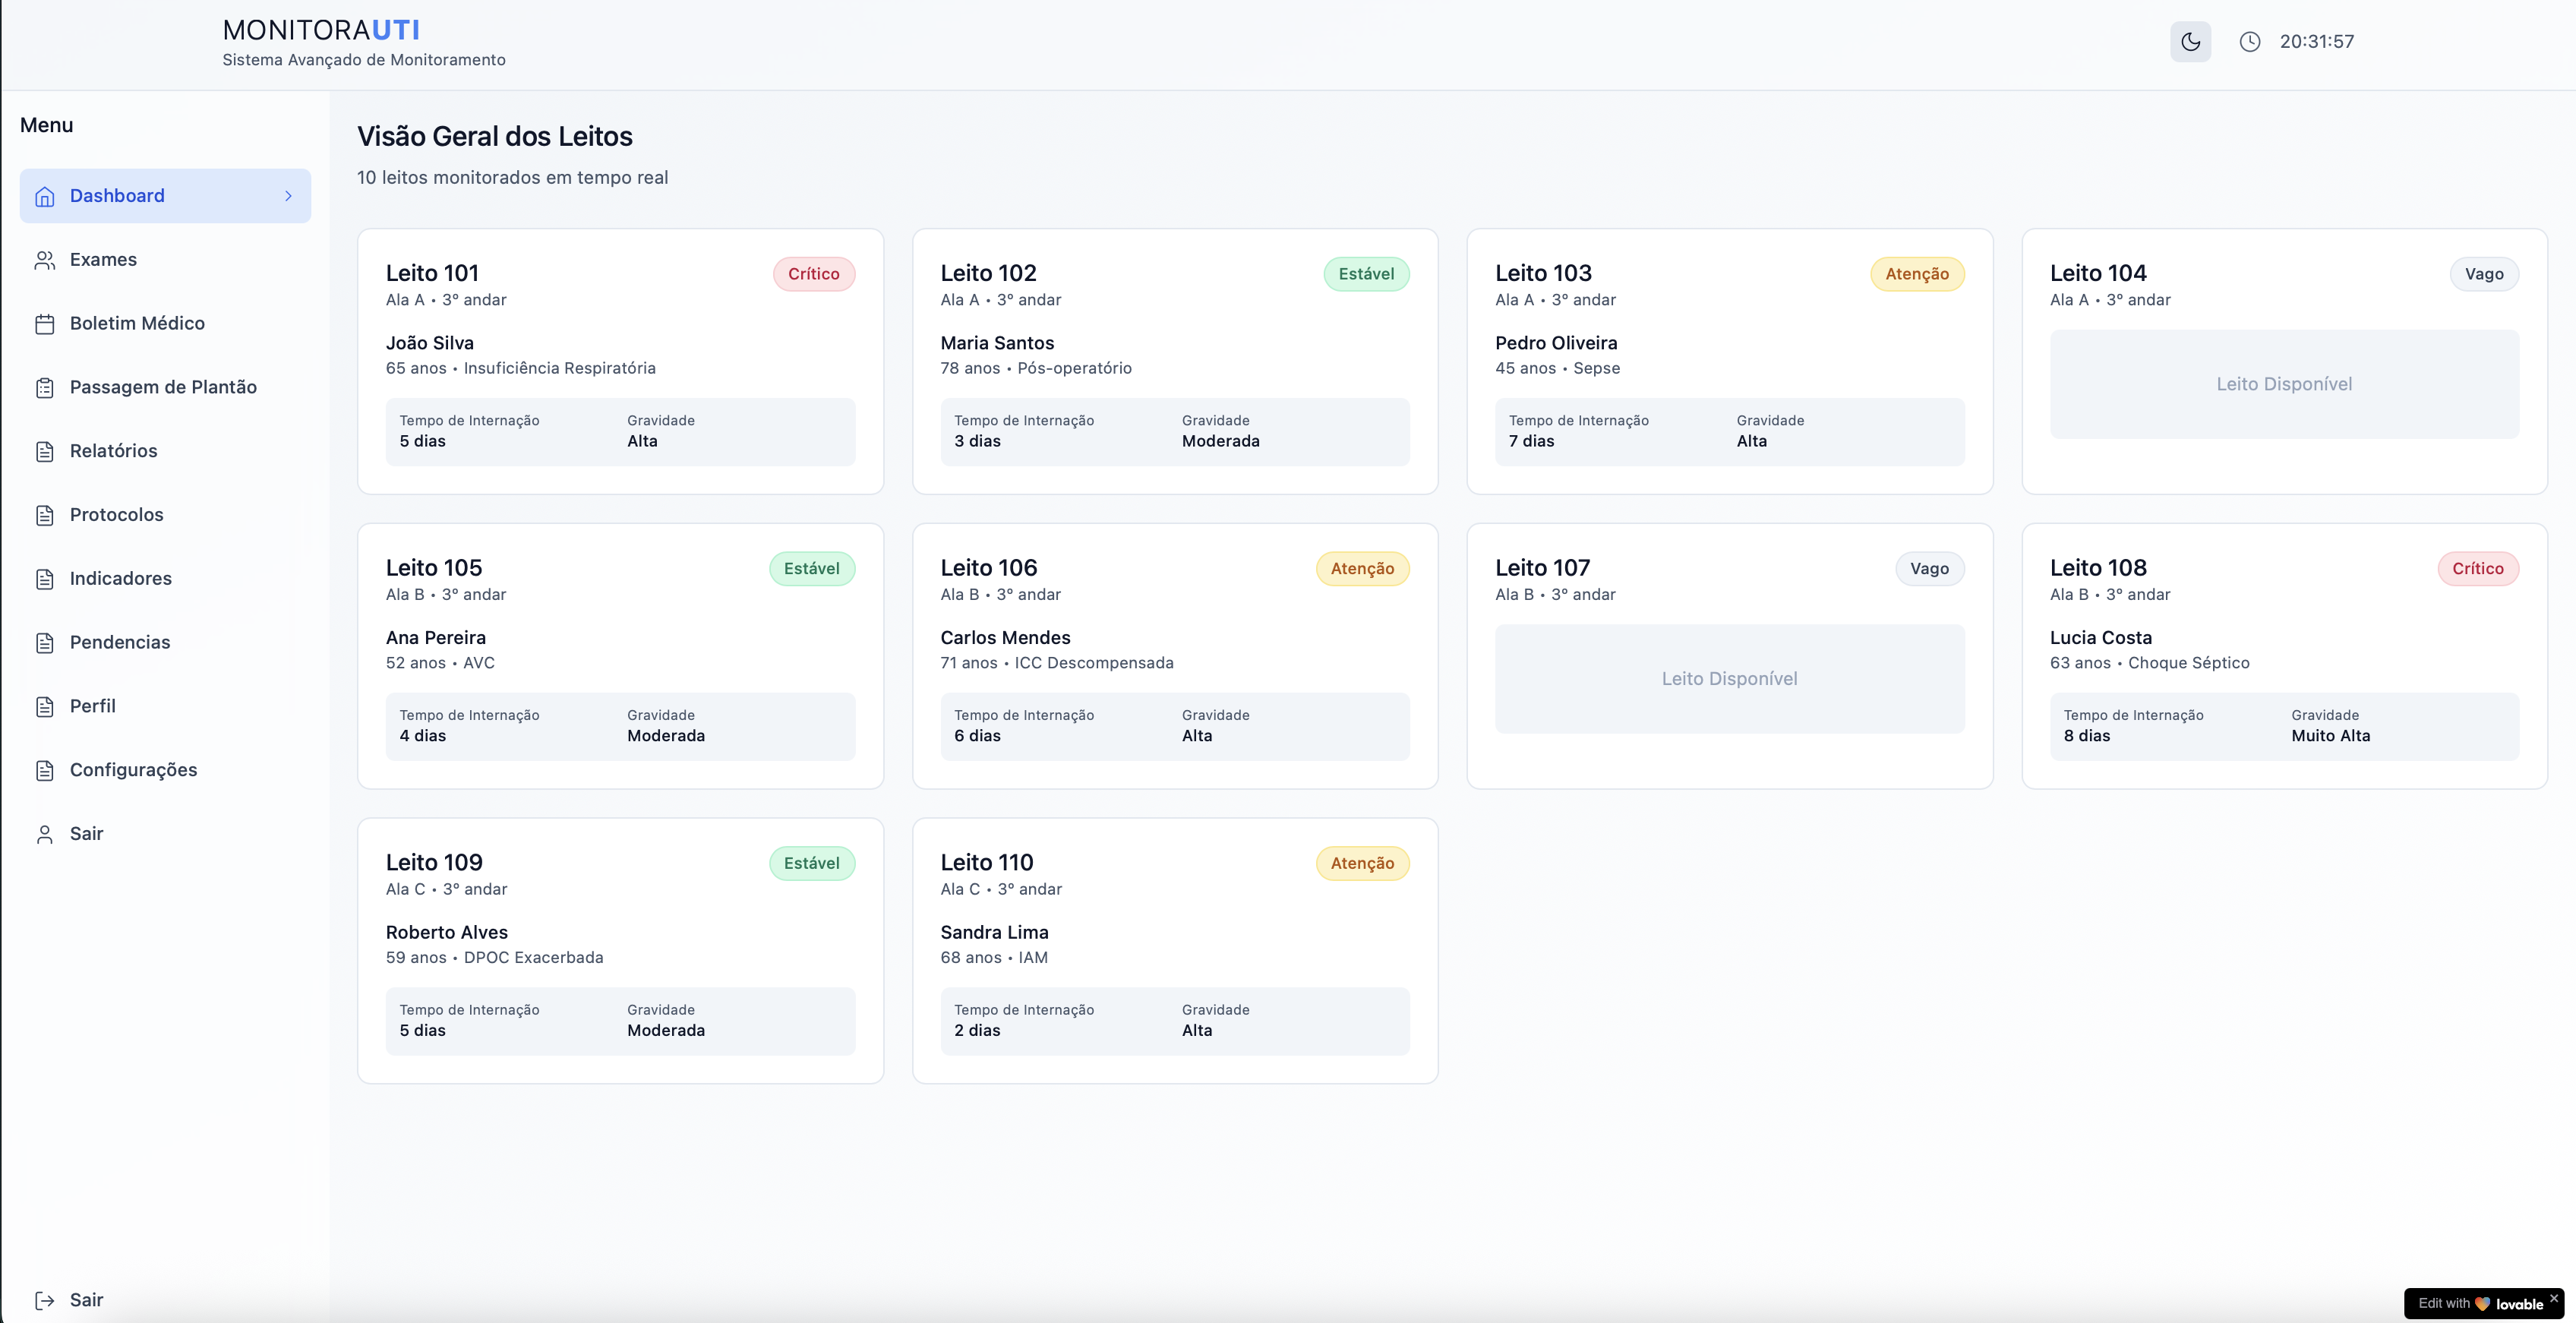 MONITORAUTI
Sistema Avançado de Monitoramento
20:31:57
Menu
Dashboard
Exames
Boletim Médico
Passagem de Plantão
Relatórios
Protocolos
Indicadores
Pendencias
Perfil
Configurações
Sair
Sair
Visão Geral dos Leitos
10 leitos monitorados em tempo real
Leito 101
Crítico
Ala A • 3º andar
João Silva
65 anos • Insuficiência Respiratória
Tempo de Internação
5 dias
Gravidade
Alta
Leito 102
Estável
Ala A • 3º andar
Maria Santos
78 anos • Pós-operatório
Tempo de Internação
3 dias
Gravidade
Moderada
Leito 103
Atenção
Ala A • 3º andar
Pedro Oliveira
45 anos • Sepse
Tempo de Internação
7 dias
Gravidade
Alta
Leito 104
Vago
Ala A • 3º andar
Leito Disponível
Leito 105
Estável
Ala B • 3º andar
Ana Pereira
52 anos • AVC
Tempo de Internação
4 dias
Gravidade
Moderada
Leito 106
Atenção
Ala B • 3º andar
Carlos Mendes
71 anos • ICC Descompensada
Tempo de Internação
6 dias
Gravidade
Alta
Leito 107
Vago
Ala B • 3º andar
Leito Disponível
Leito 108
Crítico
Ala B • 3º andar
Lucia Costa
63 anos • Choque Séptico
Tempo de Internação
8 dias
Gravidade
Muito Alta
Leito 109
Estável
Ala C • 3º andar
Roberto Alves
59 anos • DPOC Exacerbada
Tempo de Internação
5 dias
Gravidade
Moderada
Leito 110
Atenção
Ala C • 3º andar
Sandra Lima
68 anos • IAM
Tempo de Internação
2 dias
Gravidade
Alta
Edit with lovable